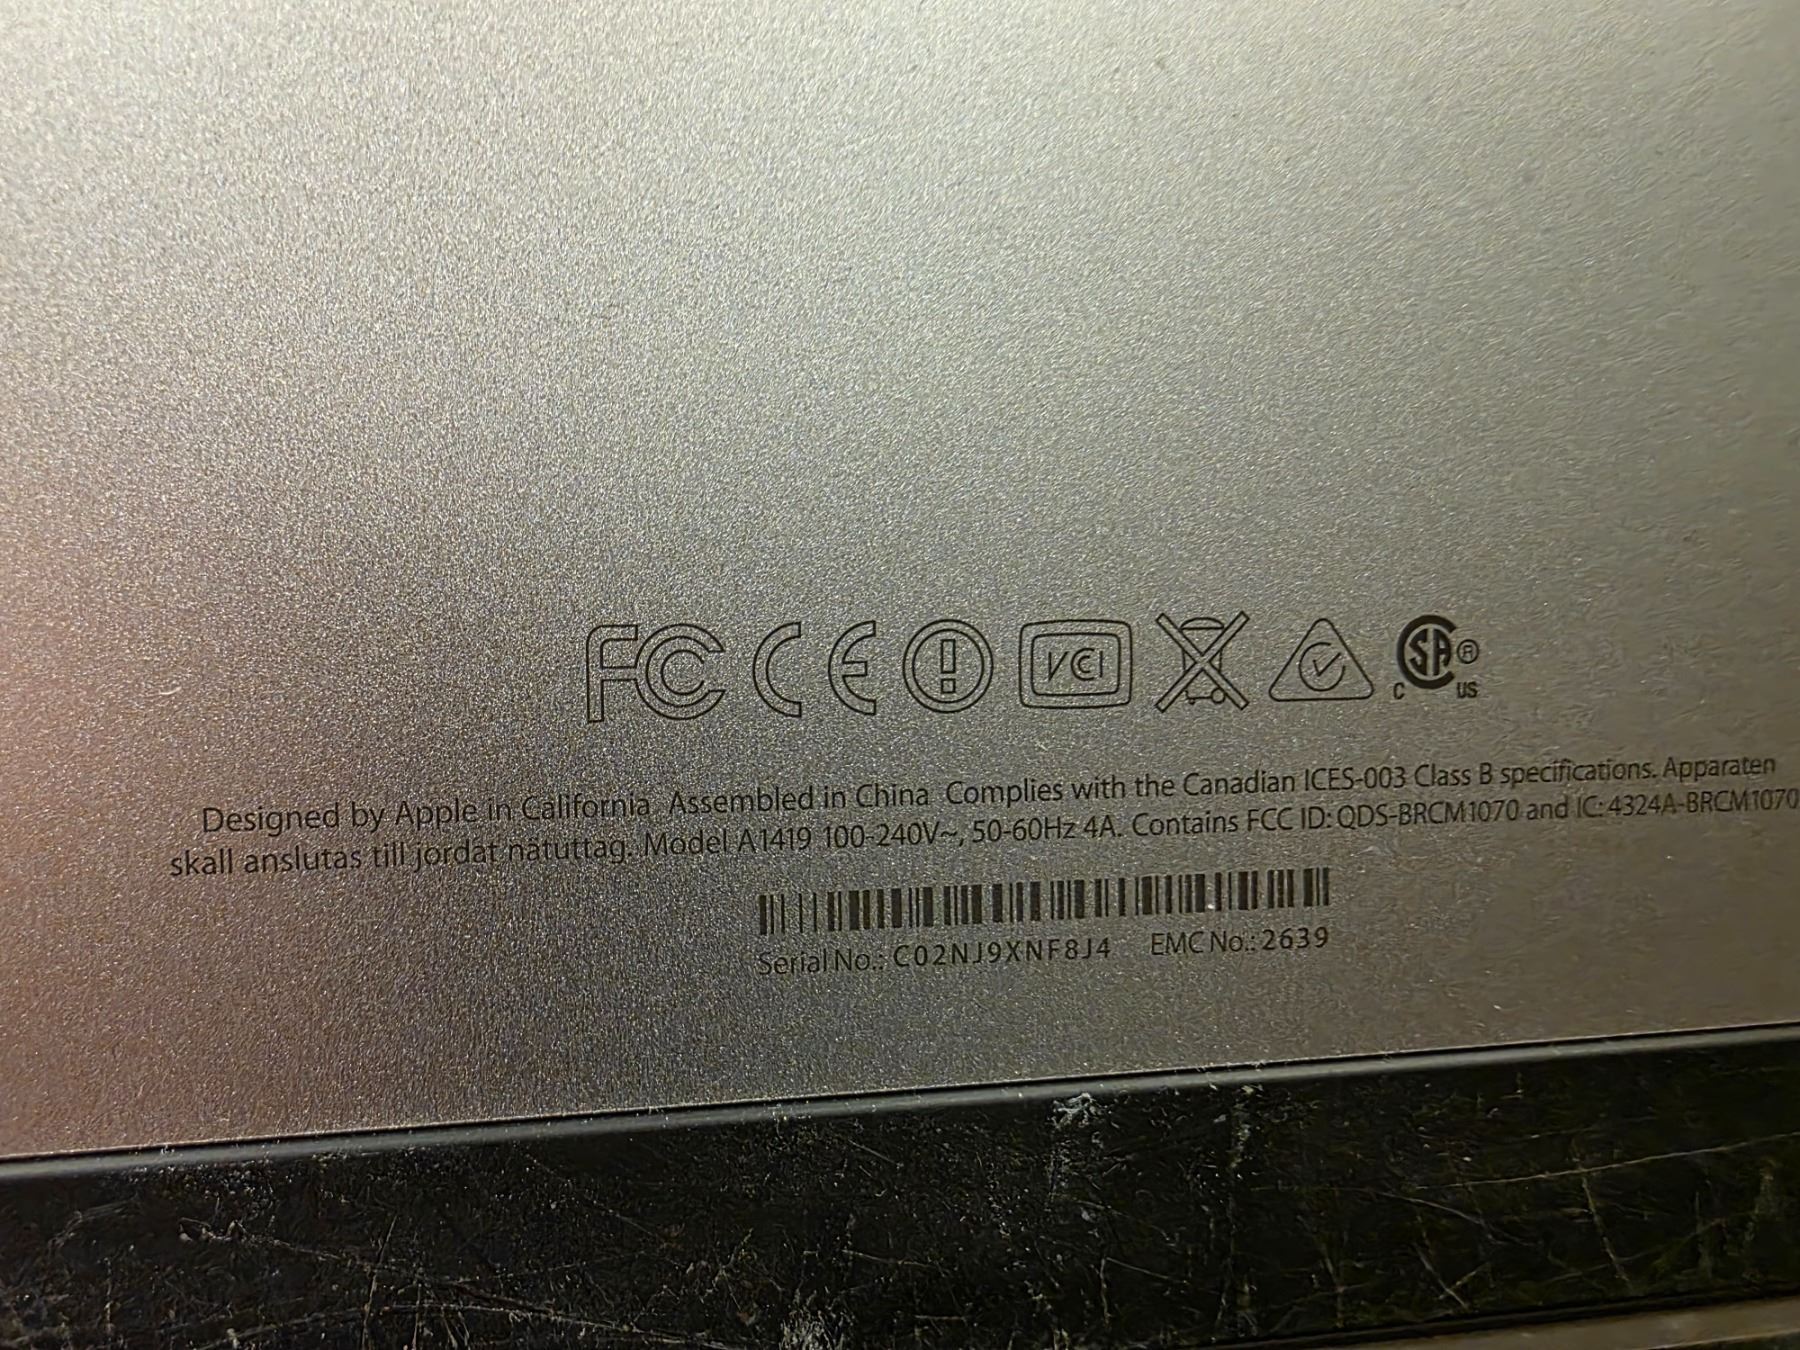 FC CE VCI
C SA ® US
Designed by Apple in California Assembled in China Complies with the Canadian ICES-003 Class B specifications. Apparaten
skall anslutas till jordat natuttag. Model A1419 100-240V~, 50-60Hz 4A. Contains FCC ID: QDS-BRCM1070 and IC: 4324A-BRCM1070
Serial No.: C02NJ9XNF8J4 EMC No.: 2639